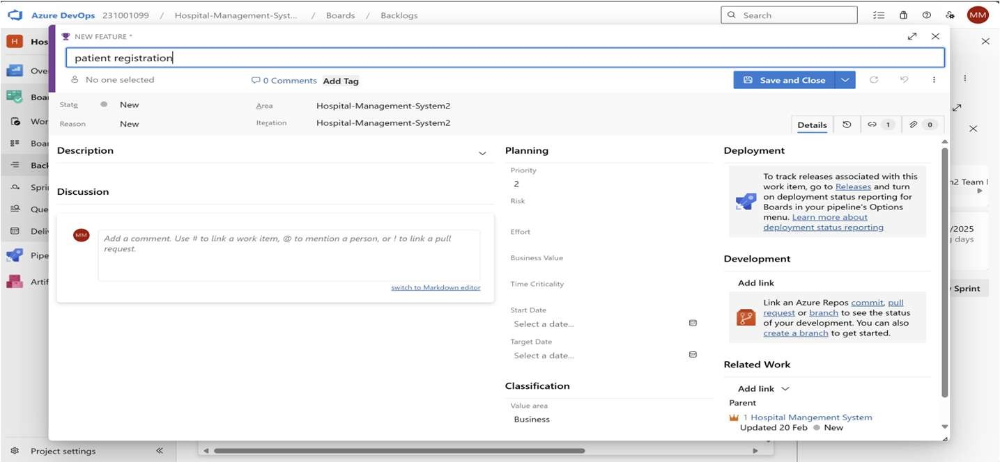 Azure DevOps 231001099 / Hospital-Management-Syst... / Boards / Backlogs
Search
MM
H Hos
Ove
Boa
Wor
Boar
Back
Sprin
Que
Deliv
Pipe
Artif
Project settings
NEW FEATURE *
patient registration
No one selected
0 Comments Add Tag
Save and Close
State New
Reason New
Area Hospital-Management-System2
Iteration Hospital-Management-System2
Details
1
0
Description
Discussion
MM
Add a comment. Use # to link a work item, @ to mention a person, or ! to link a pull
request.
switch to Markdown editor
Planning
Priority
2
Risk
Effort
Business Value
Time Criticality
Start Date
Select a date...
Target Date
Select a date...
Classification
Value area
Business
Deployment
To track releases associated with this
work item, go to Releases and turn
on deployment status reporting for
Boards in your pipeline's Options
menu. Learn more about
deployment status reporting
Development
Add link
Link an Azure Repos commit, pull
request or branch to see the status
of your development. You can also
create a branch to get started.
Related Work
Add link
Parent
1 Hospital Mangement System
Updated 20 Feb New
2 Team
/2025
days
Sprint